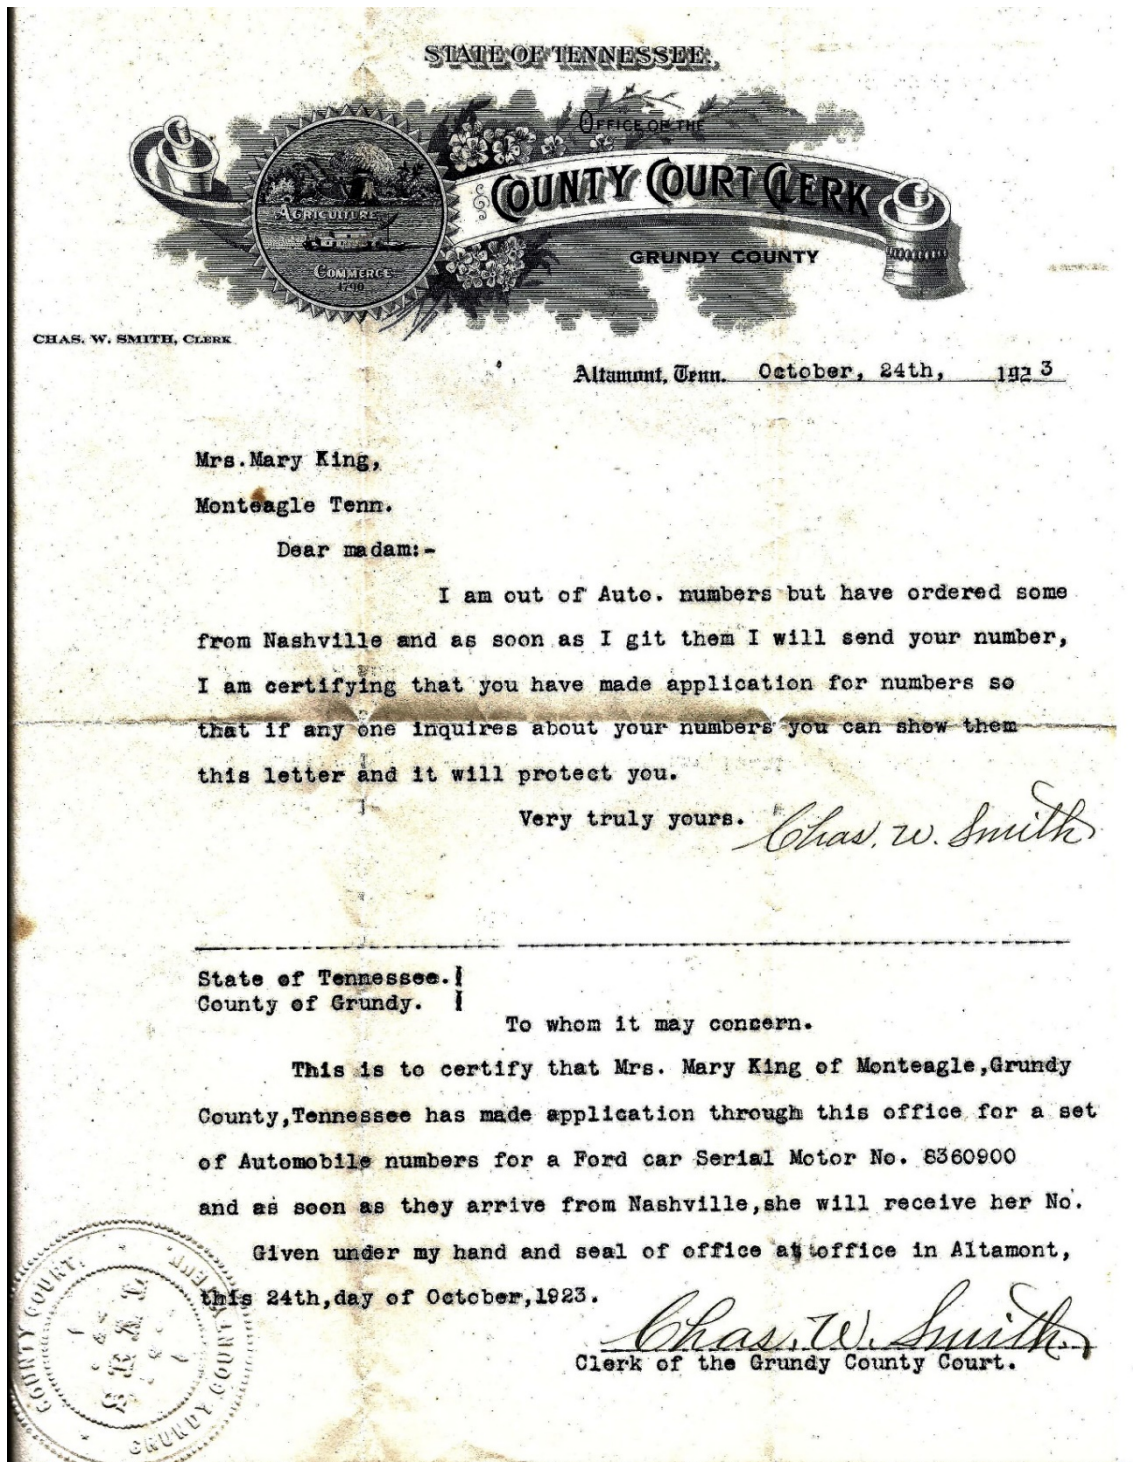 STATE OF TENNESSEE.
OFFICE OF THE
COUNTY COURT CLERK
GRUNDY COUNTY
AGRICULTURE
COMMERCE
1790
CHAS. W. SMITH, CLERK
Altamont, Tenn. October, 24th, 1923
Mrs.Mary King,
Monteagle Tenn.
Dear madam:-
I am out of Auto. numbers but have ordered some
from Nashville and as soon as I git them I will send your number,
I am certifying that you have made application for numbers so
that if any one inquires about your numbers you can show them
this letter and it will protect you.
Very truly yours.
Chas. W. Smith
State of Tennessee.
County of Grundy.
To whom it may concern.
This is to certify that Mrs. Mary King of Monteagle,Grundy
County,Tennessee has made application through this office for a set
of Automobile numbers for a Ford car Serial Motor No. 8360900
and as soon as they arrive from Nashville,she will receive her No.
Given under my hand and seal of office at office in Altamont,
this 24th,day of October,1923.
Chas. W. Smith.
Clerk of the Grundy County Court.
COUNTY COURT,
GRUNDY COUNTY
SEAL